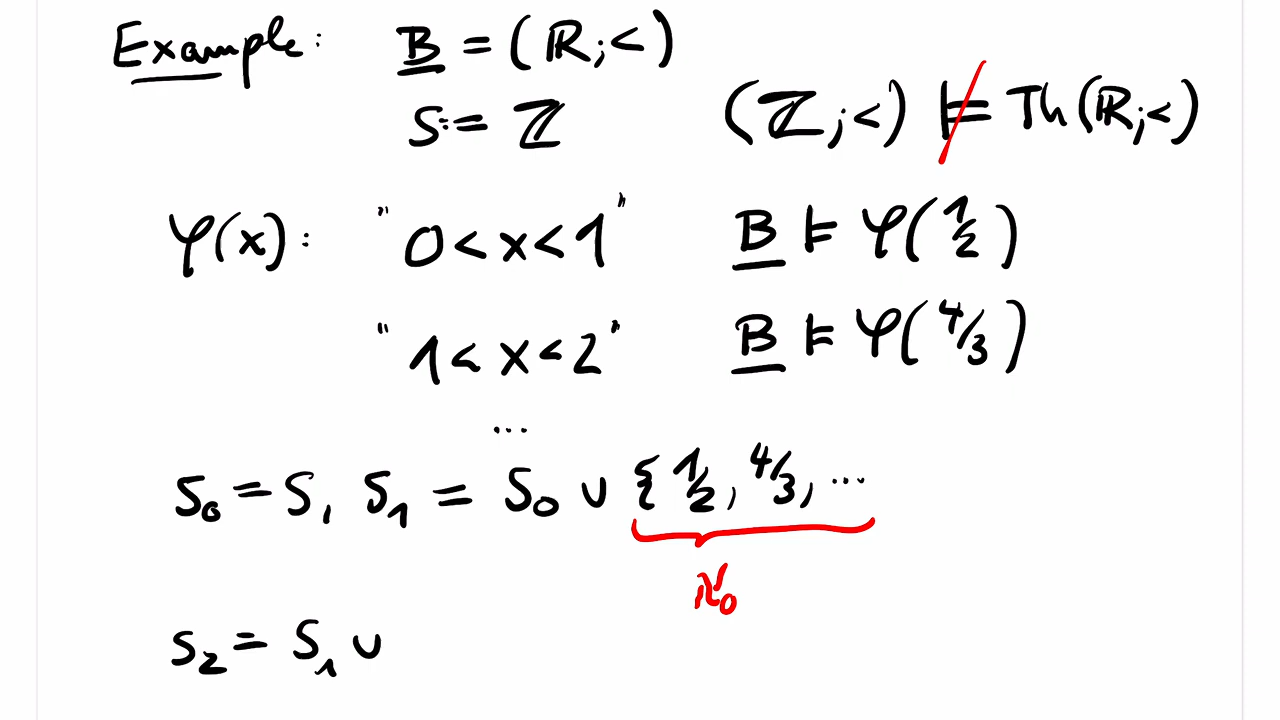 Example: B = (ℝ;<)
S := ℤ (ℤ;<) ⊭ Th(ℝ;<)
φ(x): "0 < x < 1" B ⊨ φ(1/2)
"1 < x < 2" B ⊨ φ(4/3)
...
S₀ = S, S₁ = S₀ ∪ {1/2, 4/3, ...
ℵ₀
S₂ = S₁ ∪